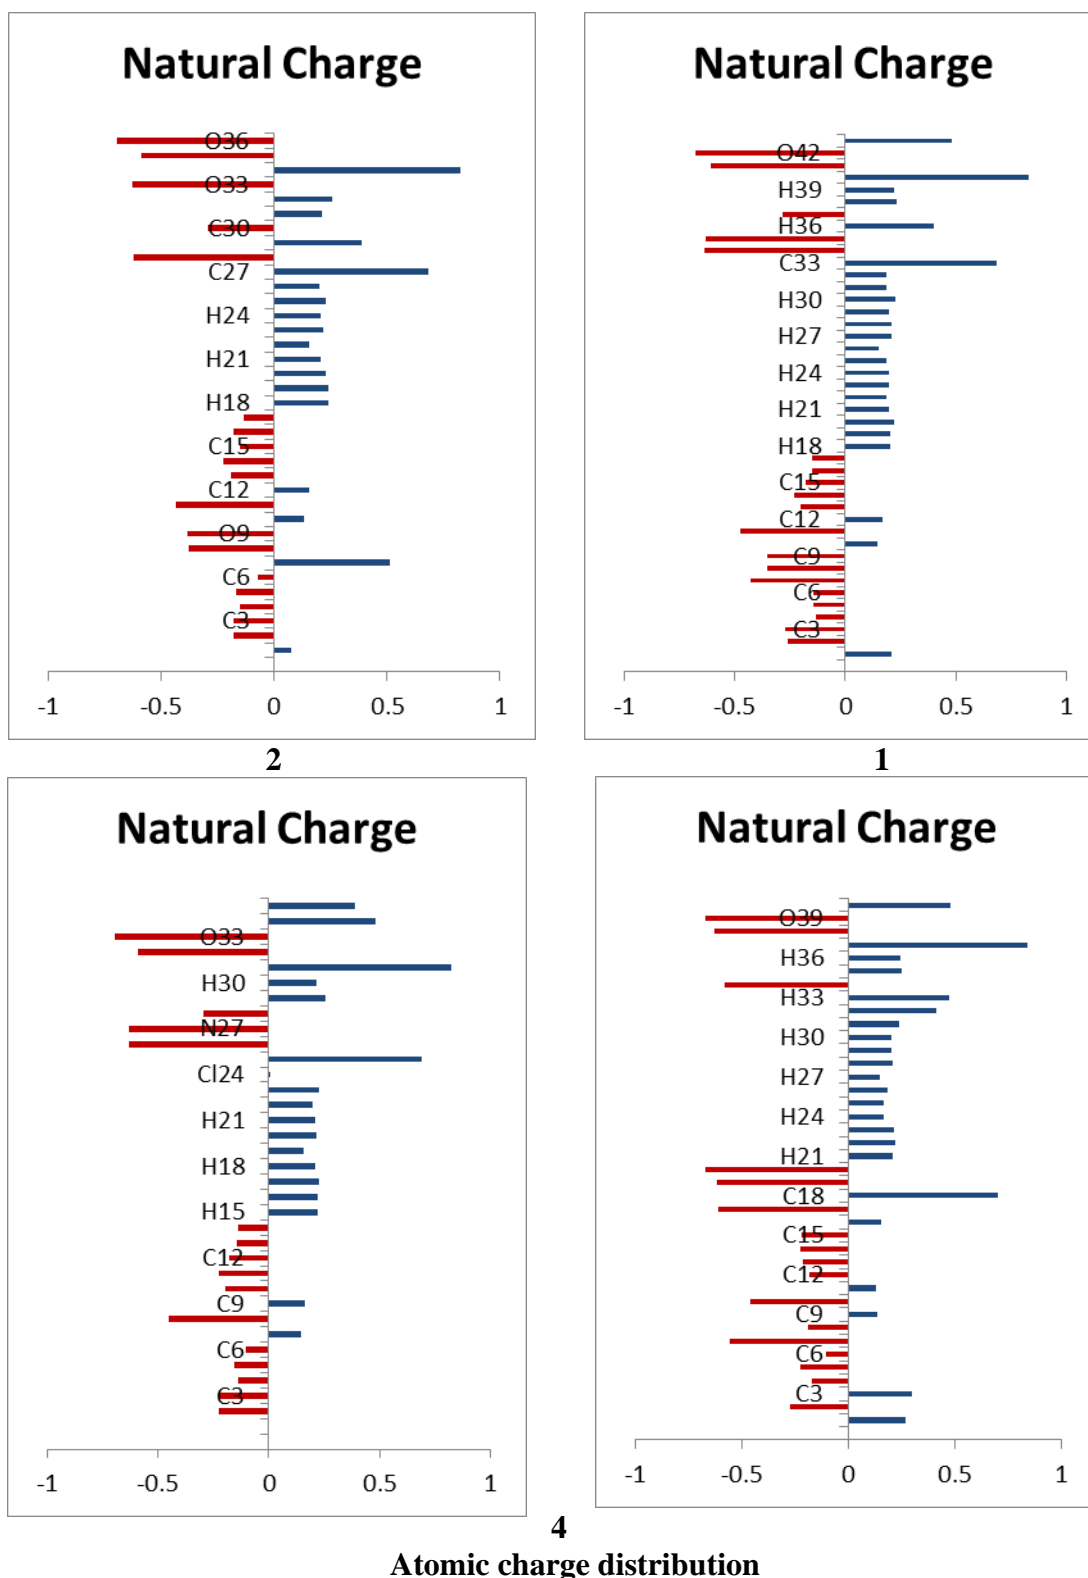 Natural Charge
O36
O33
C30
C27
H24
H21
H18
C15
C12
O9
C6
C3
-1 -0.5 0 0.5 1
2
Natural Charge
O42
H39
H36
C33
H30
H27
H24
H21
H18
C15
C12
C9
C6
C3
-1 -0.5 0 0.5 1
1
Natural Charge
O33
H30
N27
Cl24
H21
H18
H15
C12
C9
C6
C3
-1 -0.5 0 0.5 1
Natural Charge
O39
H36
H33
H30
H27
H24
H21
C18
C15
C12
C9
C6
C3
-1 -0.5 0 0.5 1
4
Atomic charge distribution